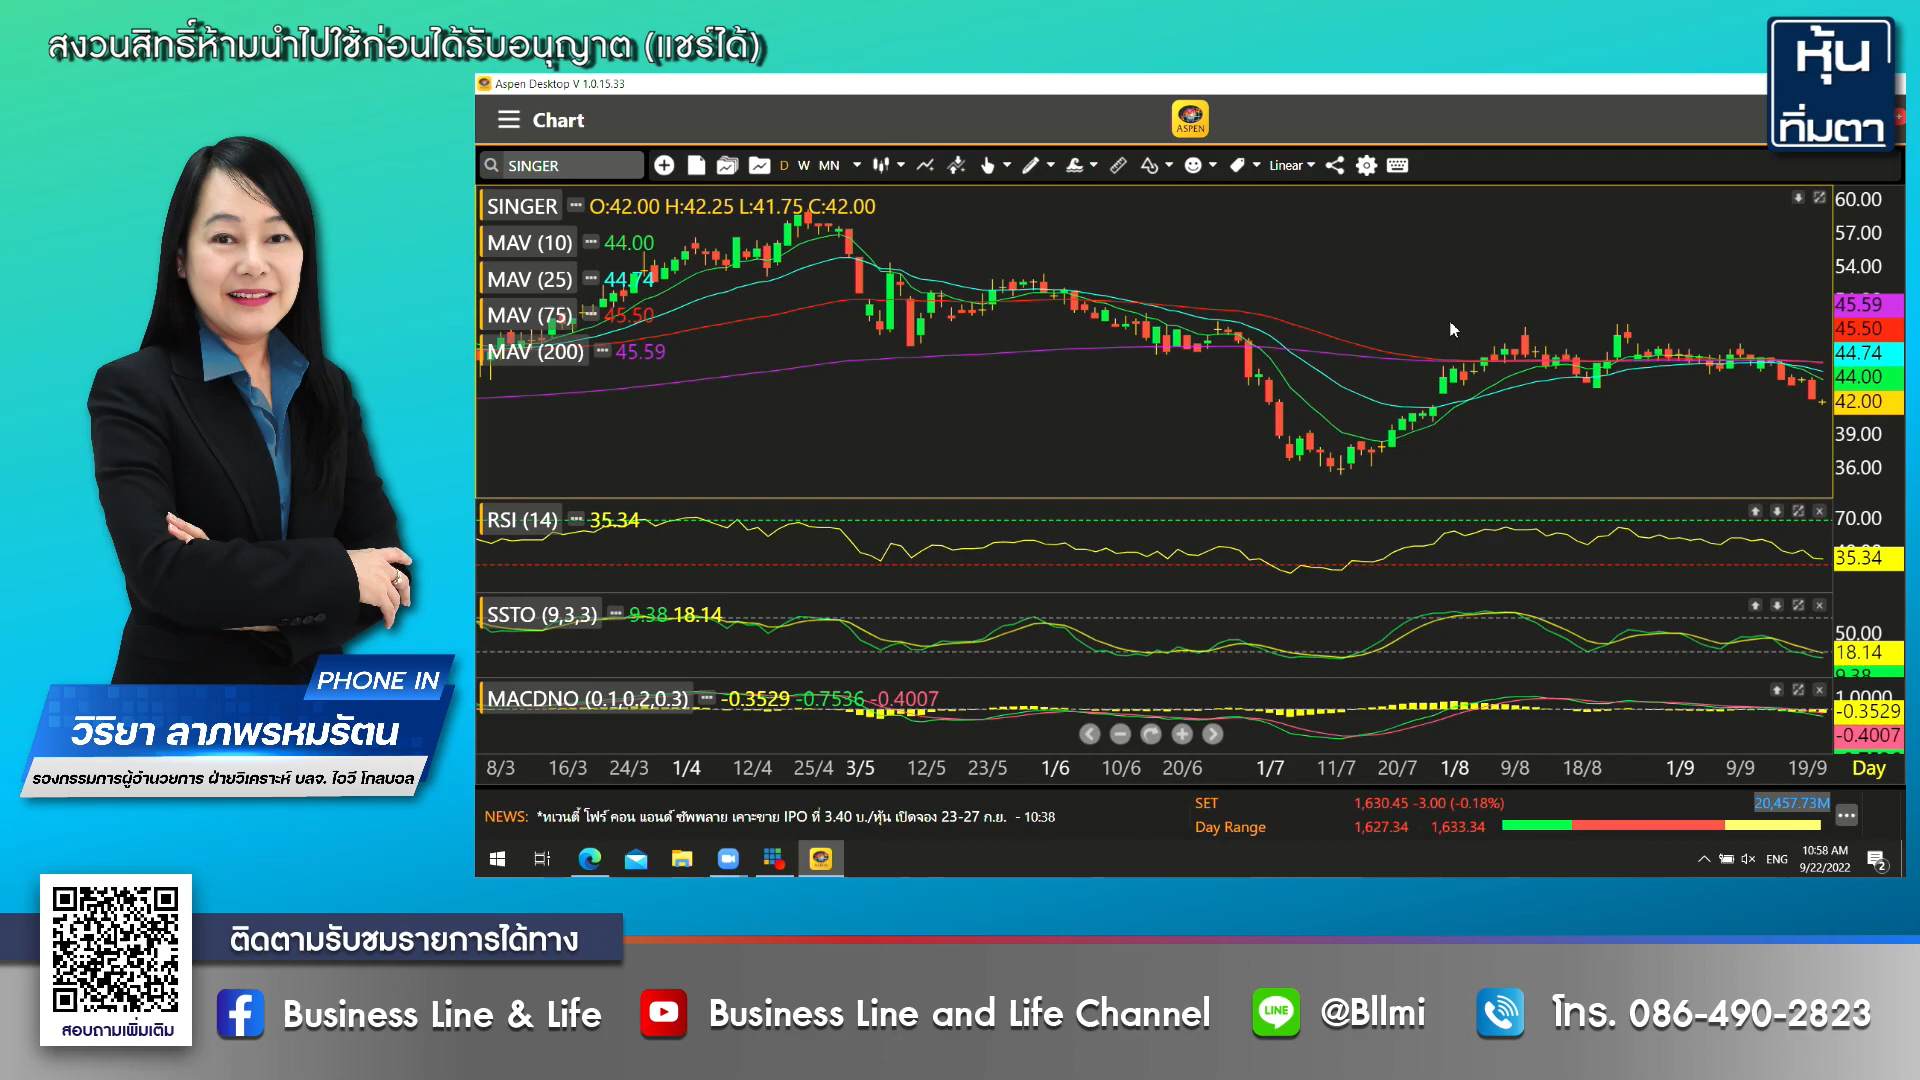 สงวนสิทธิ์ห้ามนำไปใช้ก่อนได้รับอนุญาต (แชร์ได้)
หุ้น
ทิ่มตา
Aspen Desktop V 1.0.15.33
Chart
ASPEN
SINGER
D W MN
Linear
SINGER O:42.00 H:42.25 L:41.75 C:42.00
MAV (10) 44.00
MAV (25) 44.74
MAV (75) 45.50
MAV (200) 45.59
60.00
57.00
54.00
45.59
45.50
44.74
44.00
42.00
39.00
36.00
RSI (14) 35.34
70.00
35.34
SSTO (9,3,3) 9.38 18.14
50.00
18.14
9.38
MACDNO (0.1,0.2,0.3) -0.3529 -0.7536 -0.4007
1.0000
-0.3529
-0.4007
8/3 16/3 24/3 1/4 12/4 25/4 3/5 12/5 23/5 1/6 10/6 20/6 1/7 11/7 20/7 1/8 9/8 18/8 1/9 9/9 19/9 Day
NEWS: *ทเวนตี้ โฟร์ คอน แอนด์ ซัพพลาย เคาะขาย IPO ที่ 3.40 บ./หุ้น เปิดจอง 23-27 ก.ย. - 10:38
SET 1,630.45 -3.00 (-0.18%) 20,457.73M
Day Range 1,627.34 1,633.34
ENG
10:58 AM
9/22/2022
2
PHONE IN
วิริยา ลาภพรหมรัตน
รองกรรมการผู้อำนวยการ ฝ่ายวิเคราะห์ บลจ. ไอวี โกลบอล
สอบถามเพิ่มเติม
ติดตามรับชมรายการได้ทาง
Business Line & Life
Business Line and Life Channel
LINE
@Bllmi
โทร. 086-490-2823